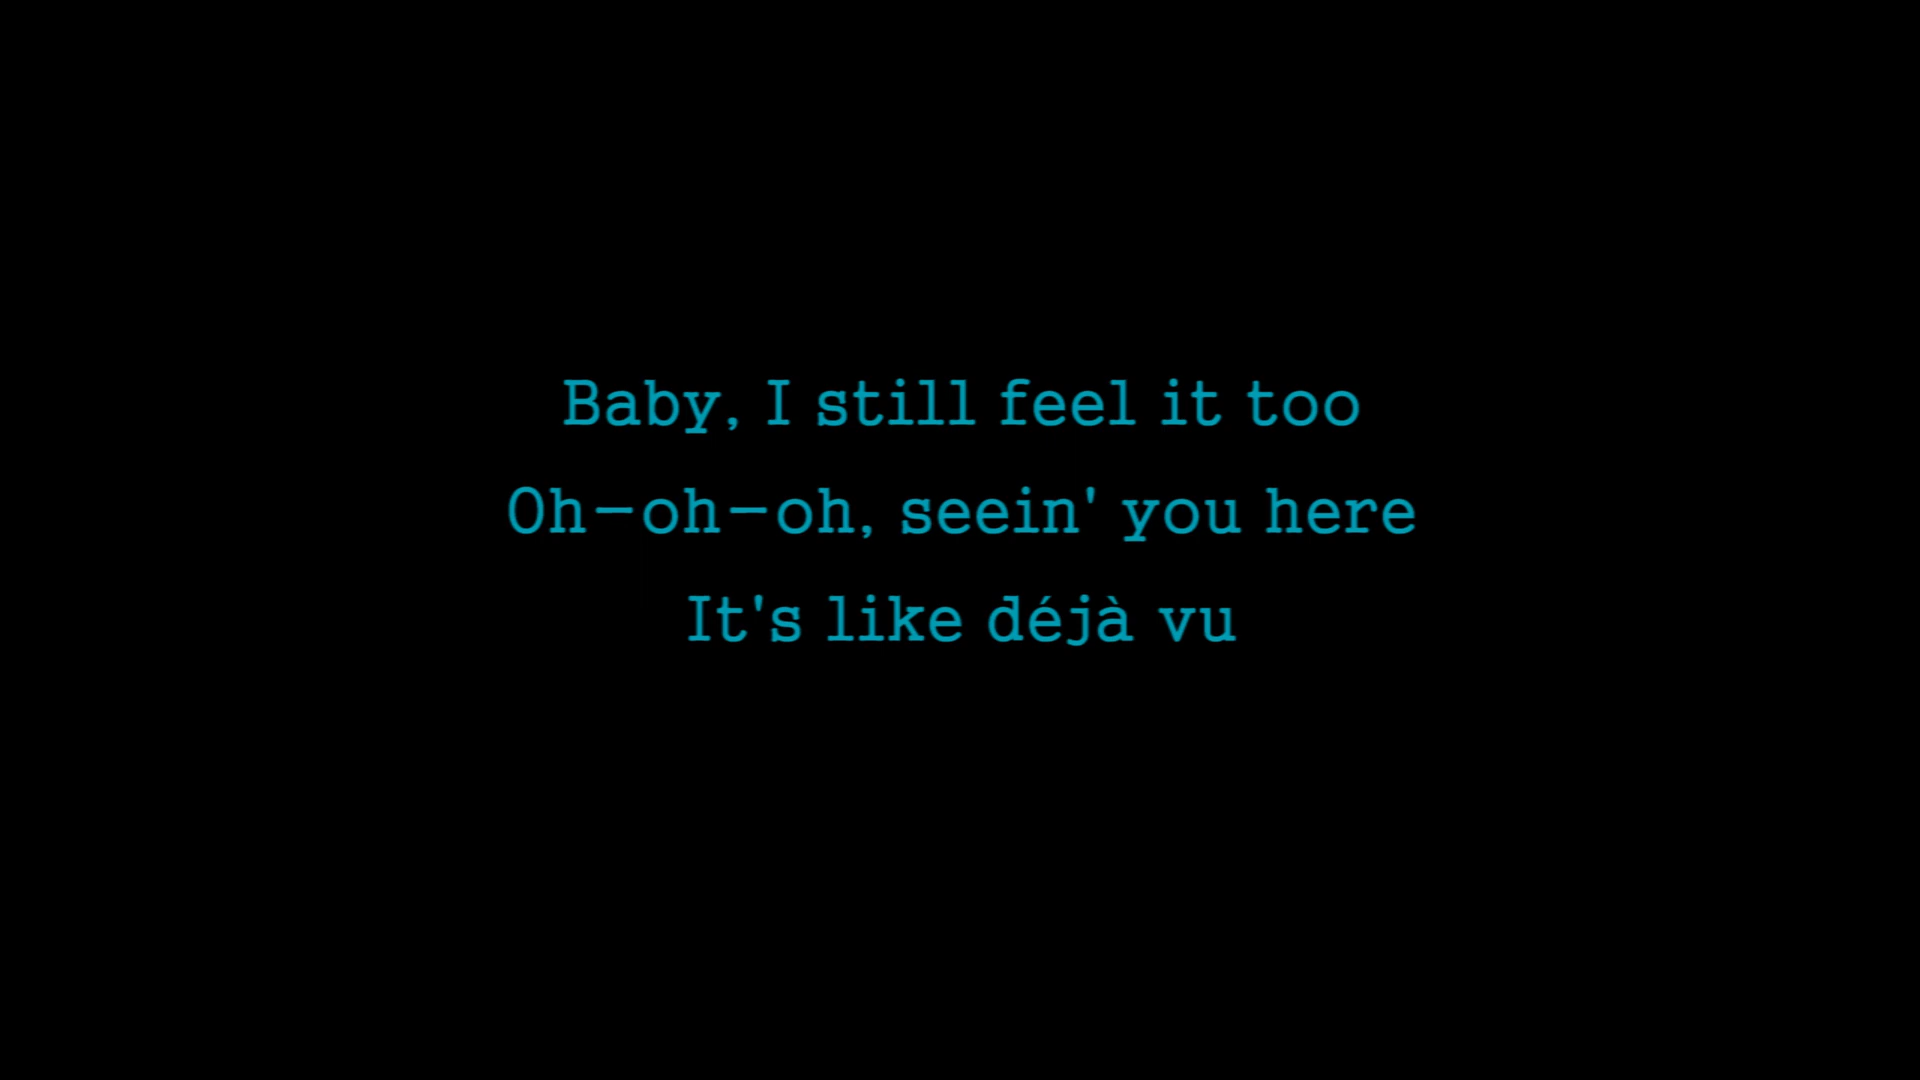 Baby, I still feel it too
Oh-oh-oh, seein' you here
It's like déjà vu